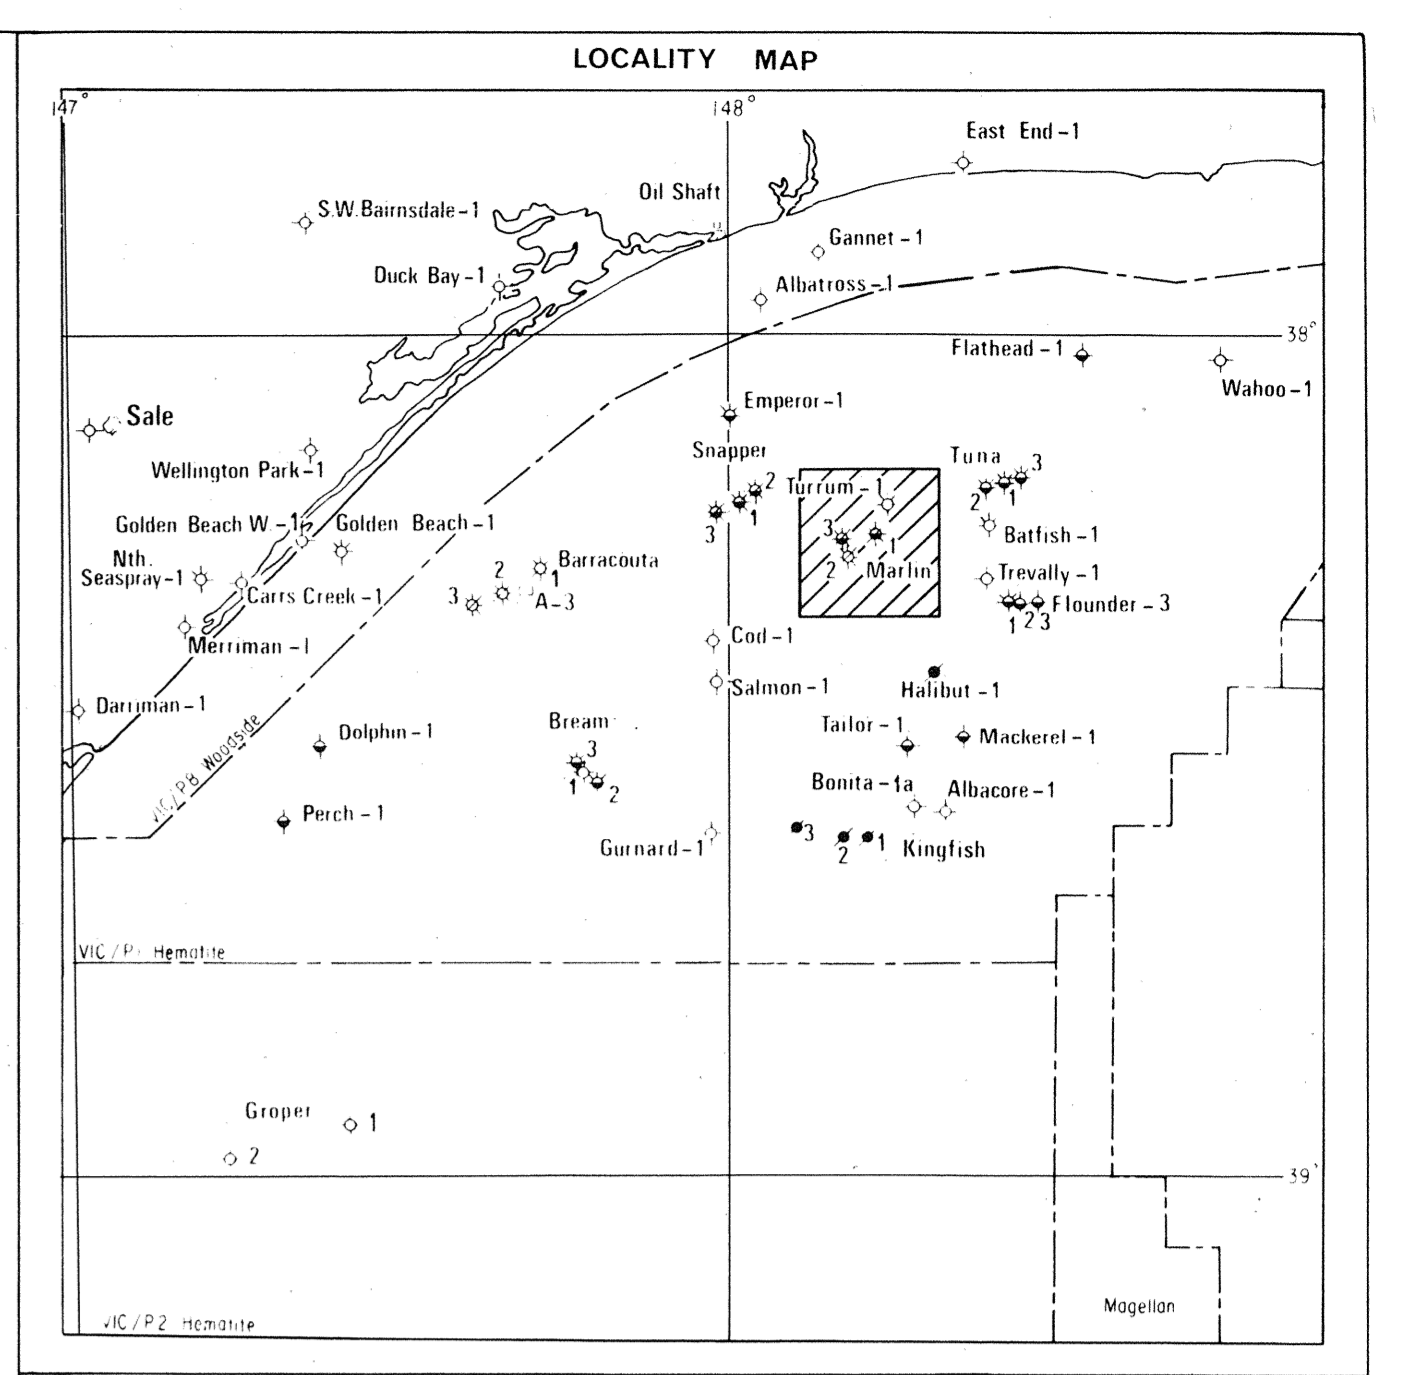 LOCALITY MAP
147°
148°
East End-1
Oil Shaft
S.W.Bairnsdale-1
Gannet-1
Duck Bay-1
Albatross-1
38°
Flathead-1
Wahoo-1
Emperor-1
Sale
Snapper
Tuna
3
Wellington Park-1
2
Turrum-1
2
1
1
3
Golden Beach W.-1
Golden Beach-1
3
1
Batfish-1
Nth.
Seaspray-1
Barracouta
2
Marlin
Trevally-1
2
1
3
A-3
Carrs Creek-1
Flounder-3
1 2 3
Merriman-1
Cod-1
Salmon-1
Halibut-1
Darriman-1
Bream
Tailor-1
Dolphin-1
Mackerel-1
3
VIC/P8 Woodside
1
2
Bonita-1a
Albacore-1
Perch-1
Gurnard-1
3
2
1
Kingfish
Hematite
Groper
1
2
39°
Magellan
VIC/P2 Hematite